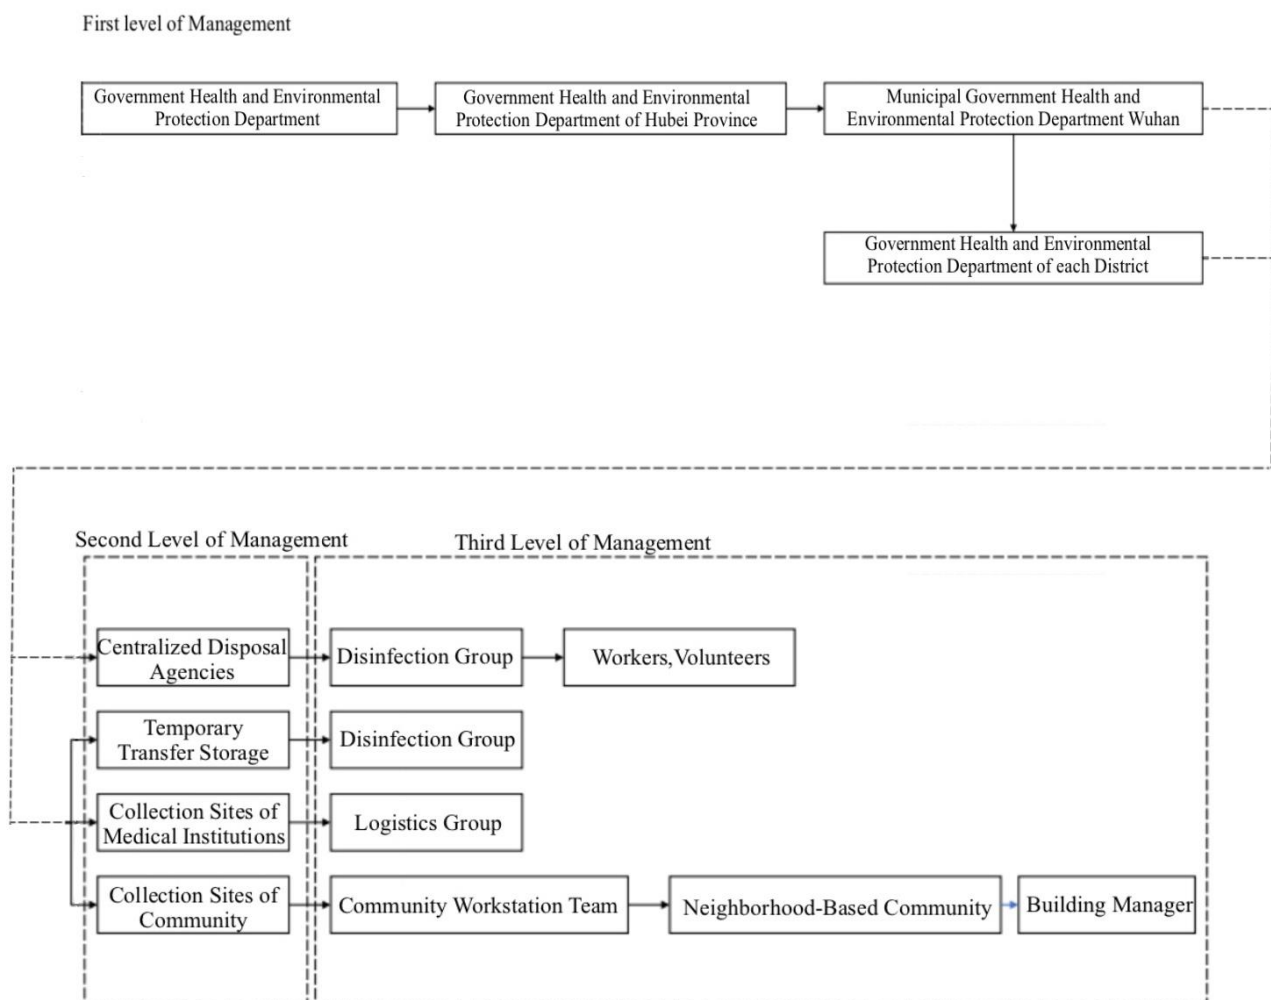 First level of Management
Government Health and Environmental
Protection Department
Government Health and Environmental
Protection Department of Hubei Province
Municipal Government Health and
Environmental Protection Department Wuhan
Government Health and Environmental
Protection Department of each District
Second Level of Management
Third Level of Management
Centralized Disposal
Agencies
Disinfection Group
Workers,Volunteers
Temporary
Transfer Storage
Disinfection Group
Collection Sites of
Medical Institutions
Logistics Group
Collection Sites of
Community
Community Workstation Team
Neighborhood-Based Community
Building Manager